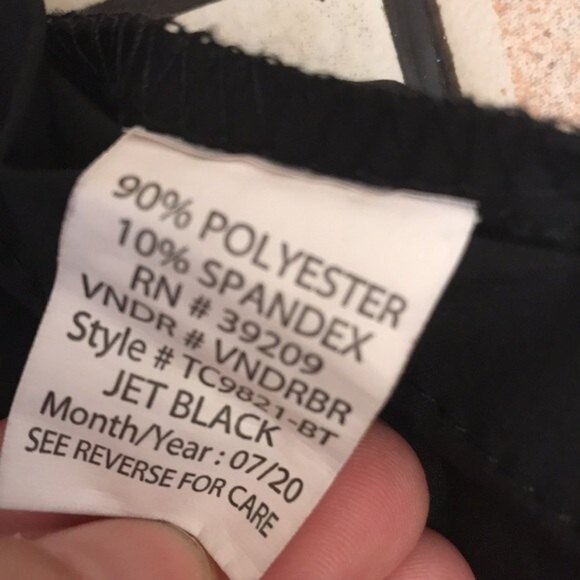 90% POLYESTER
10% SPANDEX
RN # 39209
VNDR # VNDRBR
Style # TC9821-BT
JET BLACK
Month/Year : 07/20
SEE REVERSE FOR CARE